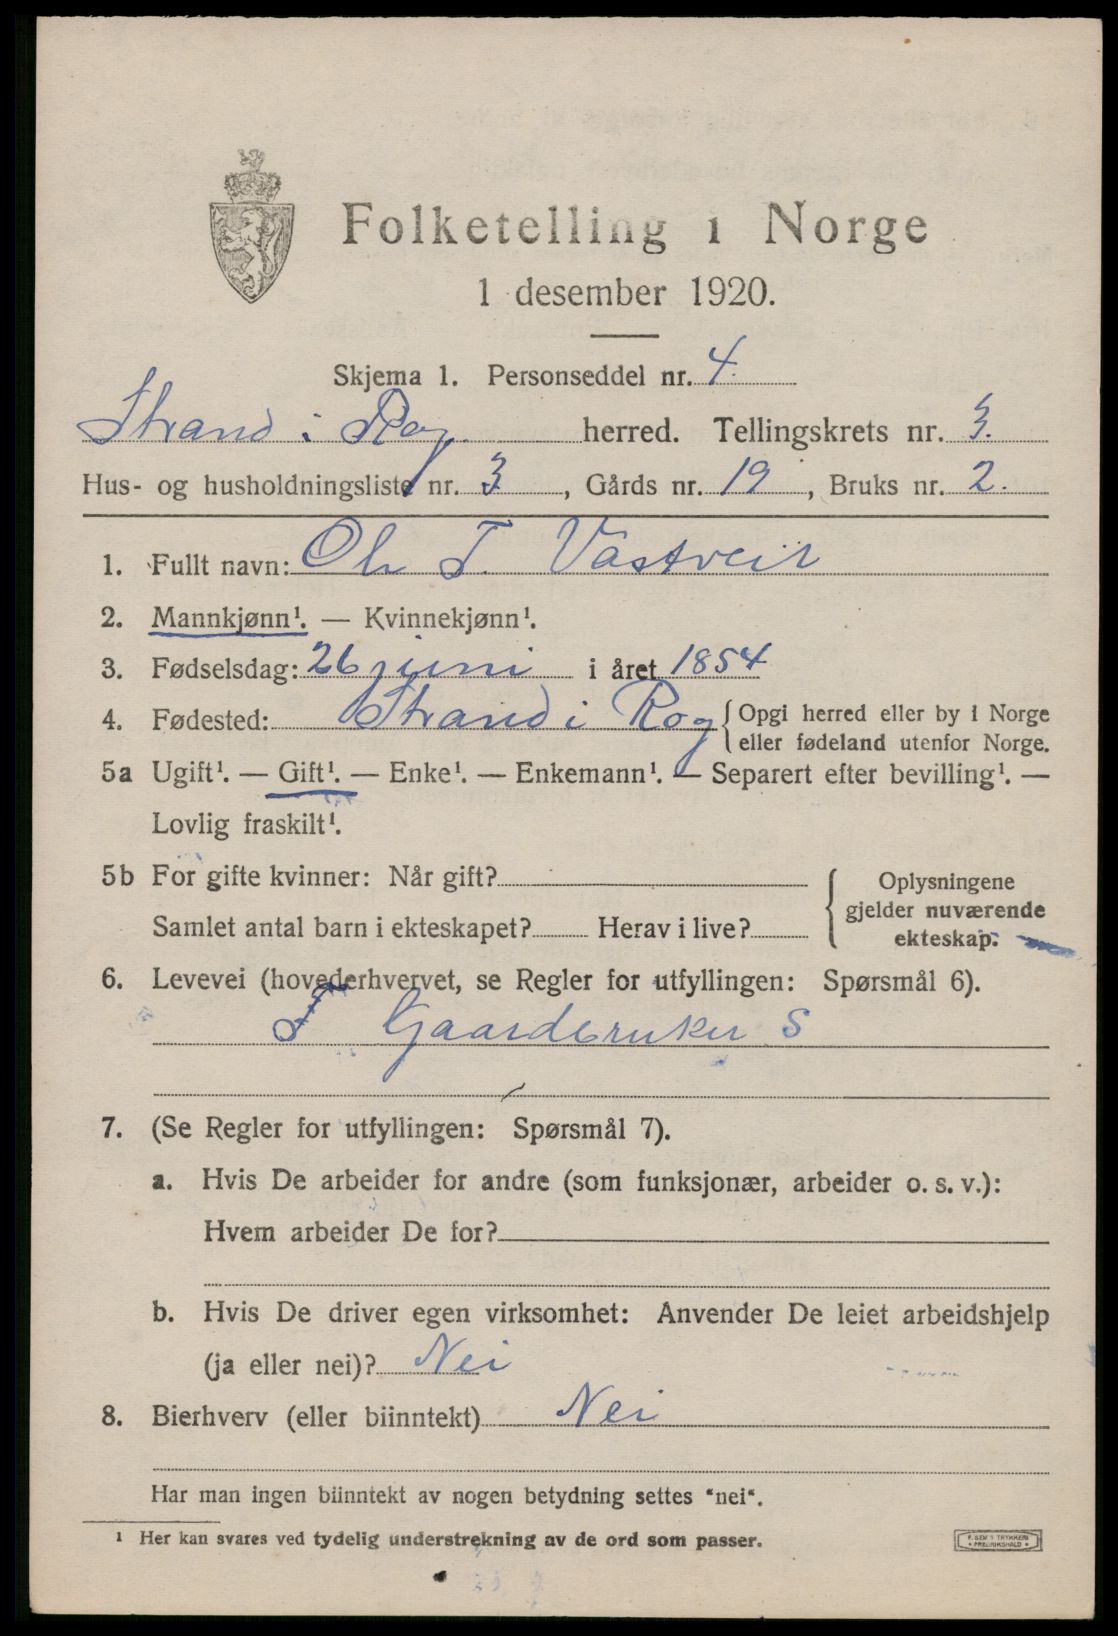 Folketelling i Norge
1 desember 1920.
Skjema 1. Personseddel nr. 4.
Strand i Rog. herred. Tellingskrets nr. 3.
Hus- og husholdningsliste nr. 3, Gårds nr. 19, Bruks nr. 2.
1. Fullt navn: Ole T. Vastveit
2. Mannkjønn¹. — Kvinnekjønn¹.
3. Fødselsdag: 26 juni i året 1854
4. Fødested: Strand i Rog { Opgi herred eller by i Norge
eller fødeland utenfor Norge.
5a Ugift¹. — Gift¹. — Enke¹. — Enkemann¹. — Separert efter bevilling¹. —
Lovlig fraskilt¹.
5b For gifte kvinner: Når gift?
Samlet antal barn i ekteskapet? Herav i live?
{ Oplysningene
gjelder nuværende
ekteskap.
6. Levevei (hovederhvervet, se Regler for utfyllingen: Spørsmål 6).
Gaardbruker S
7. (Se Regler for utfyllingen: Spørsmål 7).
a. Hvis De arbeider for andre (som funksjonær, arbeider o. s. v.):
Hvem arbeider De for?
b. Hvis De driver egen virksomhet: Anvender De leiet arbeidshjelp
(ja eller nei)? Nei
8. Bierhverv (eller biinntekt) Nei
Har man ingen biinntekt av nogen betydning settes "nei".
¹ Her kan svares ved tydelig understrekning av de ord som passer.